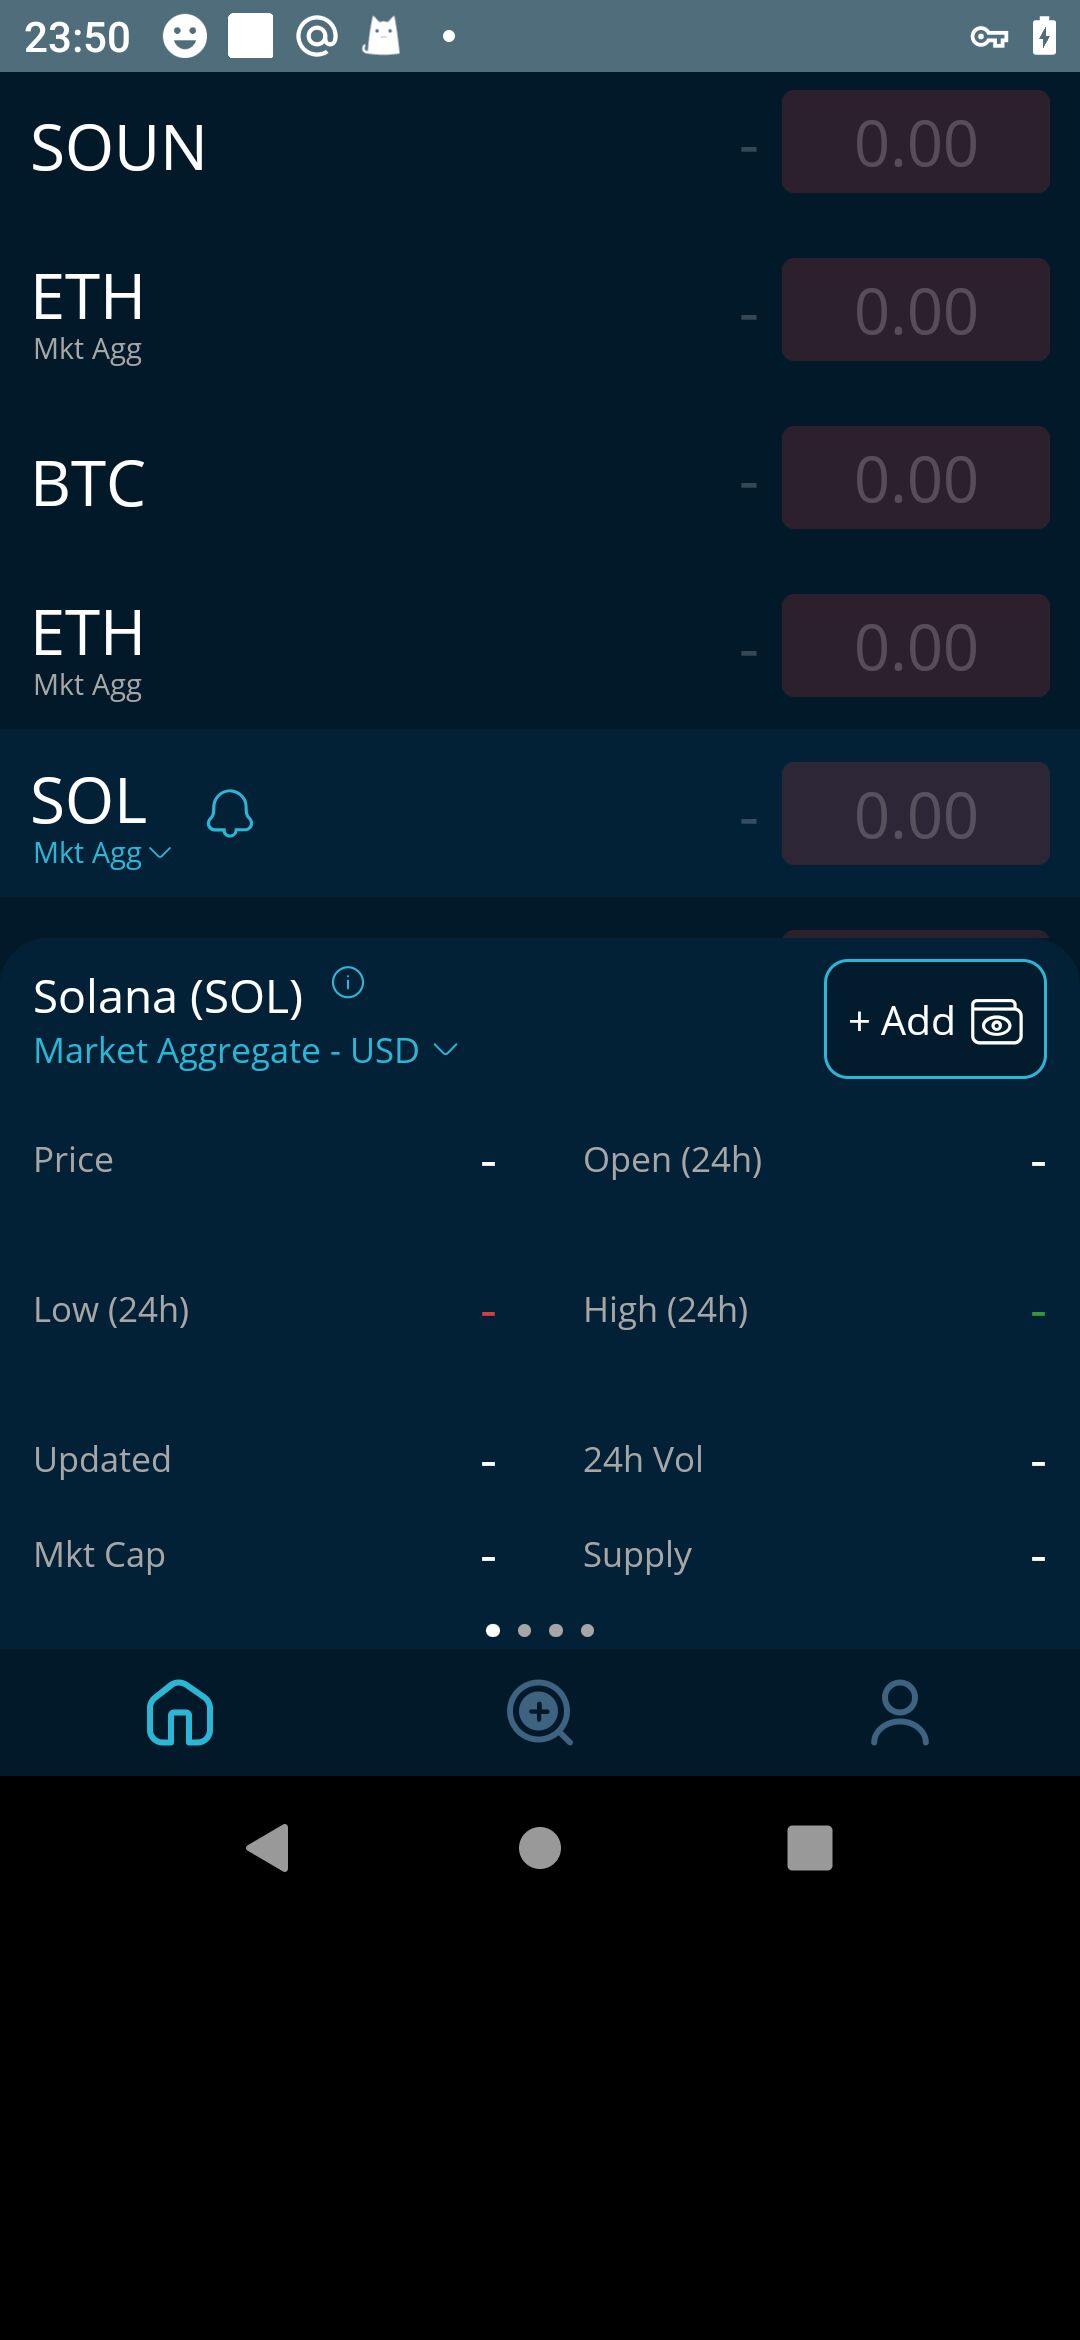 23:50
SOUN - 0.00
ETH - 0.00
Mkt Agg
BTC - 0.00
ETH - 0.00
Mkt Agg
SOL - 0.00
Mkt Agg
Solana (SOL)
Market Aggregate - USD
+ Add
Price - Open (24h) -
Low (24h) - High (24h) -
Updated - 24h Vol -
Mkt Cap - Supply -